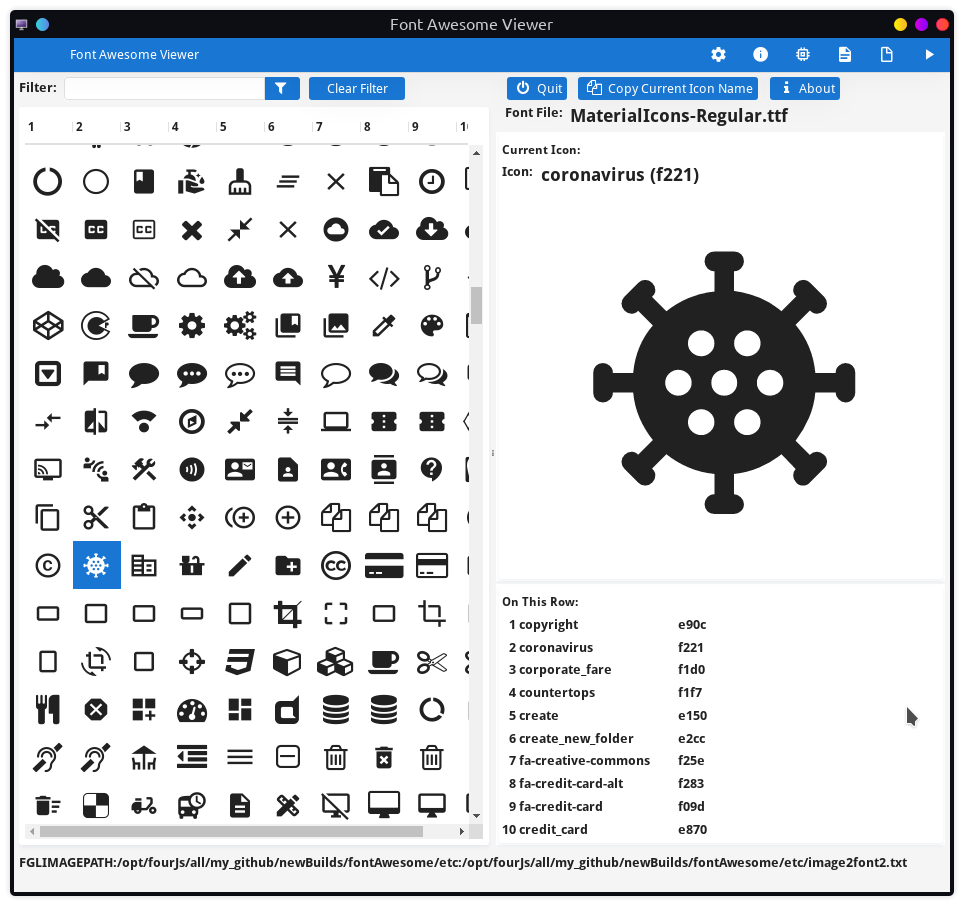 Font Awesome Viewer
Font Awesome Viewer
Filter:
Clear Filter
Quit
Copy Current Icon Name
About
Font File: MaterialIcons-Regular.ttf
1 2 3 4 5 6 7 8 9
Current Icon:
Icon: coronavirus (f221)
On This Row:
1 copyright e90c
2 coronavirus f221
3 corporate_fare f1d0
4 countertops f1f7
5 create e150
6 create_new_folder e2cc
7 fa-creative-commons f25e
8 fa-credit-card-alt f283
9 fa-credit-card f09d
10 credit_card e870
FGLIMAGEPATH:/opt/fourJs/all/my_github/newBuilds/fontAwesome/etc:/opt/fourJs/all/my_github/newBuilds/fontAwesome/etc/image2font2.txt